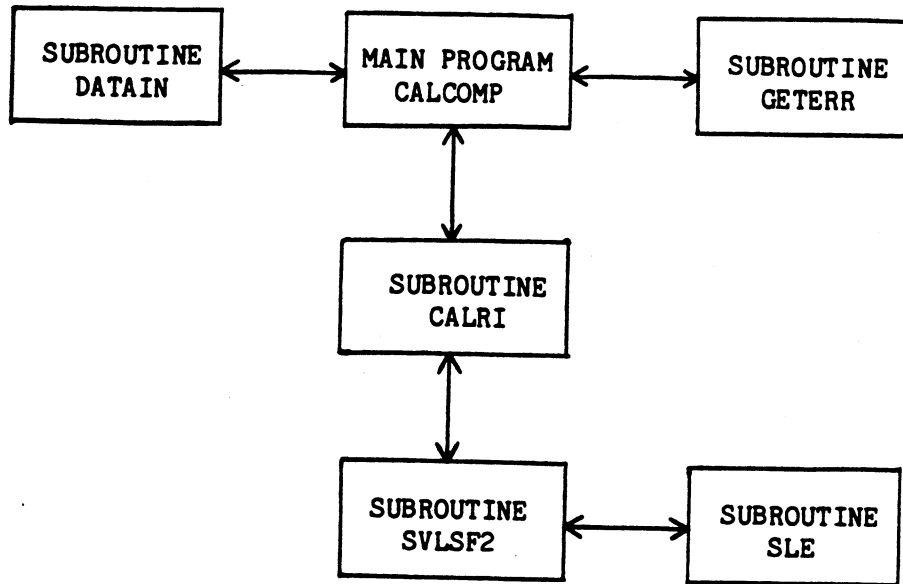 SUBROUTINE
DATAIN
MAIN PROGRAM
CALCOMP
SUBROUTINE
GETERR
SUBROUTINE
CALRI
SUBROUTINE
SVLSF2
SUBROUTINE
SLE